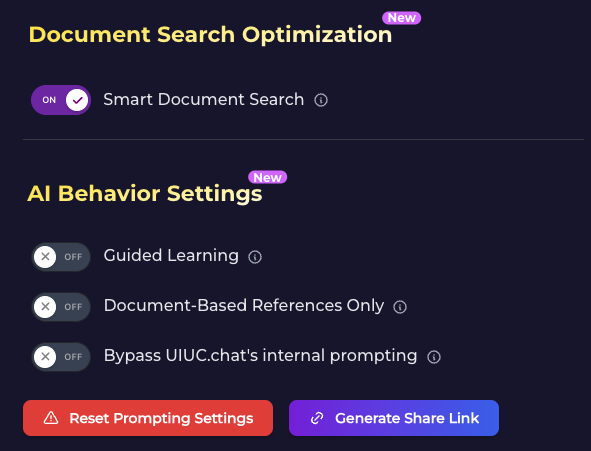 New
Document Search Optimization
ON Smart Document Search
New
AI Behavior Settings
OFF Guided Learning
OFF Document-Based References Only
OFF Bypass UIUC.chat's internal prompting
Reset Prompting Settings Generate Share Link